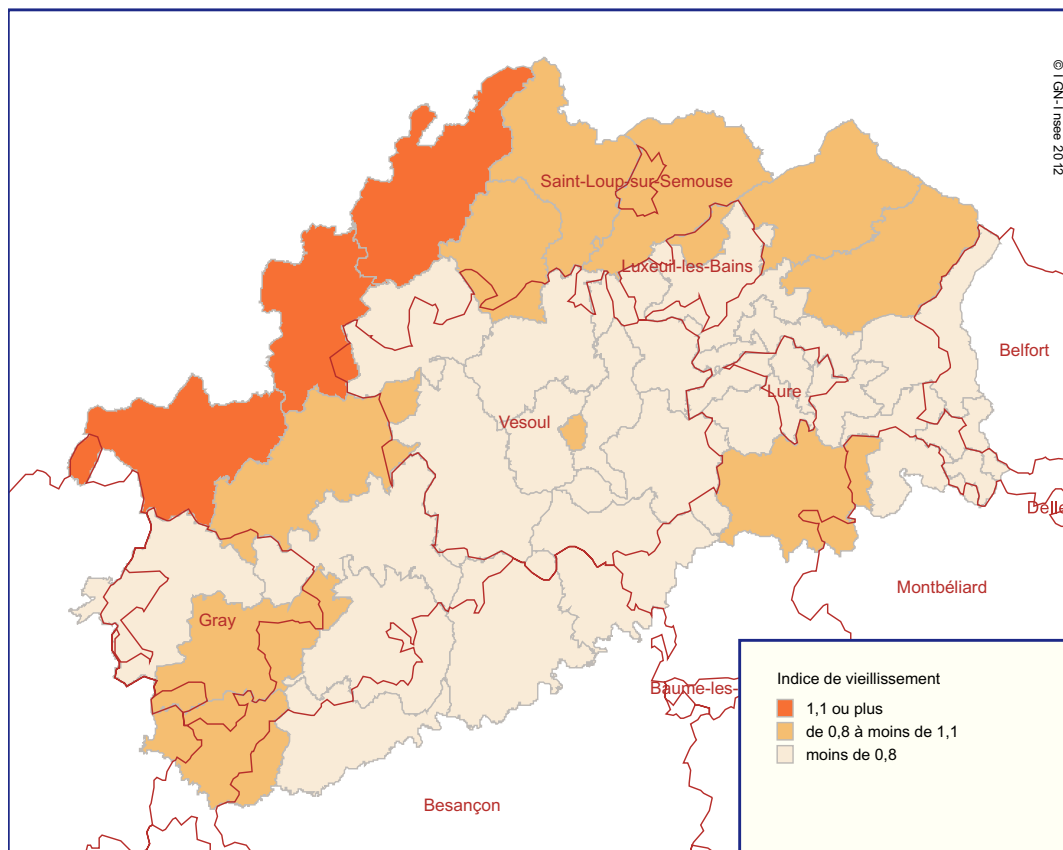 © IGN-Insee 2012
Saint-Loup-sur-Semouse
Luxeuil-les-Bains
Belfort
Lure
Vesoul
Delle
Montbéliard
Gray
Baume-les-
Besançon
Indice de vieillissement
1,1 ou plus
de 0,8 à moins de 1,1
moins de 0,8